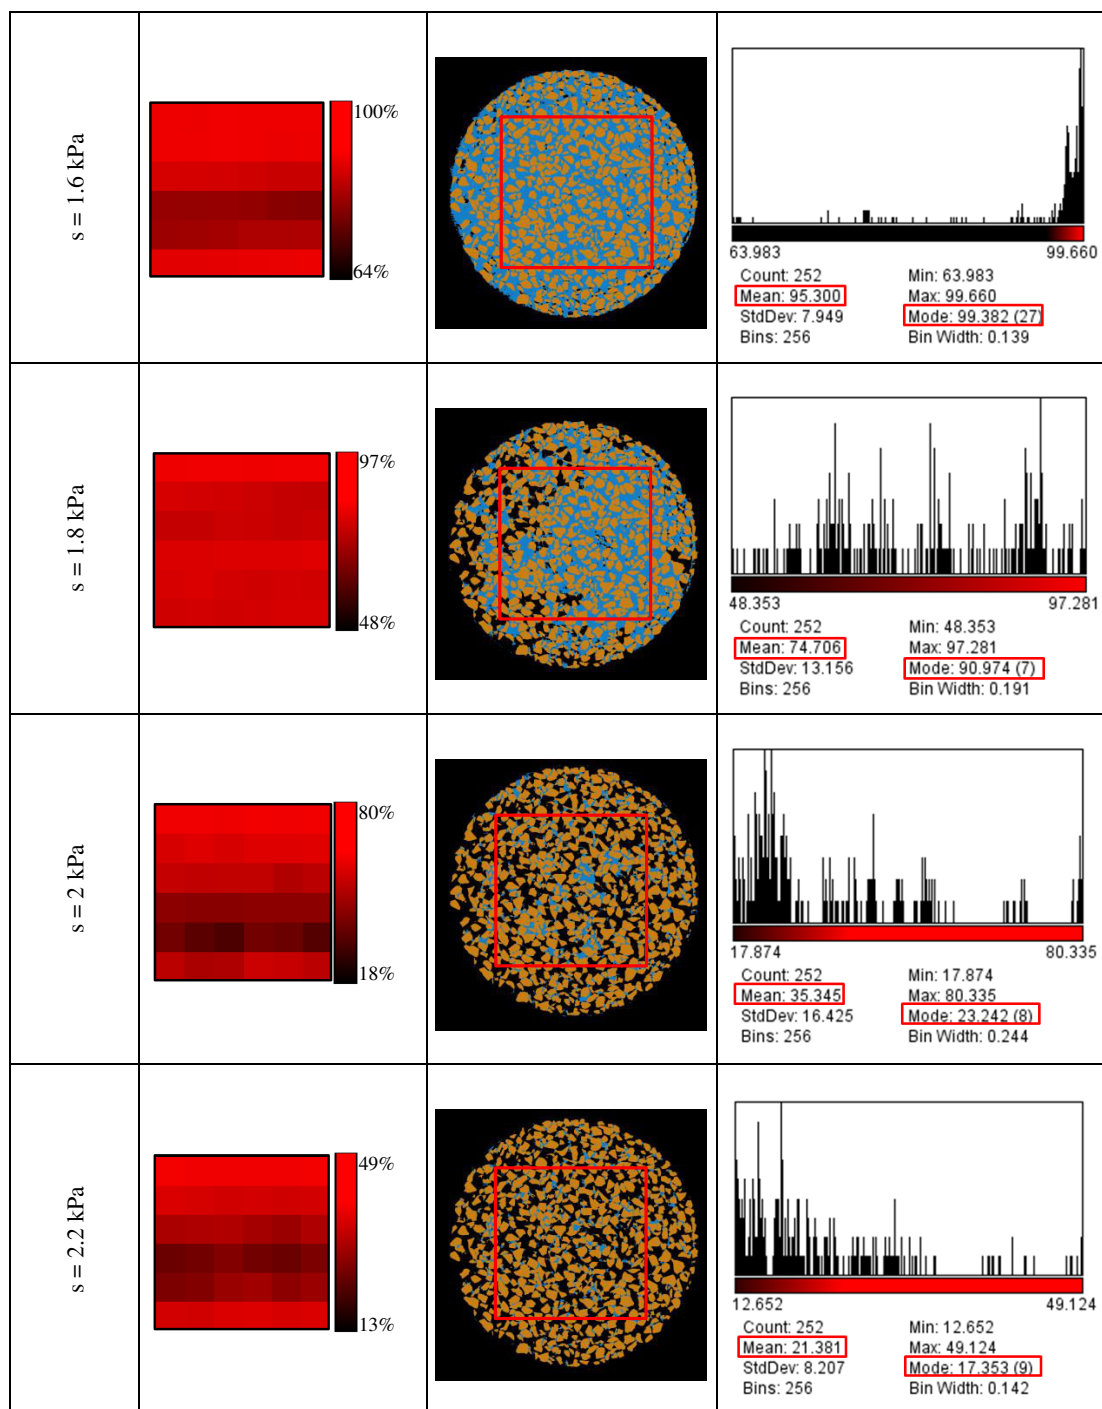 s = 1.6 kPa
100%
64%
63.983 99.660
Count: 252 Min: 63.983
Mean: 95.300 Max: 99.660
StdDev: 7.949 Mode: 99.382 (27)
Bins: 256 Bin Width: 0.139
s = 1.8 kPa
97%
48%
48.353 97.281
Count: 252 Min: 48.353
Mean: 74.706 Max: 97.281
StdDev: 13.156 Mode: 90.974 (7)
Bins: 256 Bin Width: 0.191
s = 2 kPa
80%
18%
17.874 80.335
Count: 252 Min: 17.874
Mean: 35.345 Max: 80.335
StdDev: 16.425 Mode: 23.242 (8)
Bins: 256 Bin Width: 0.244
s = 2.2 kPa
49%
13%
12.652 49.124
Count: 252 Min: 12.652
Mean: 21.381 Max: 49.124
StdDev: 8.207 Mode: 17.353 (9)
Bins: 256 Bin Width: 0.142